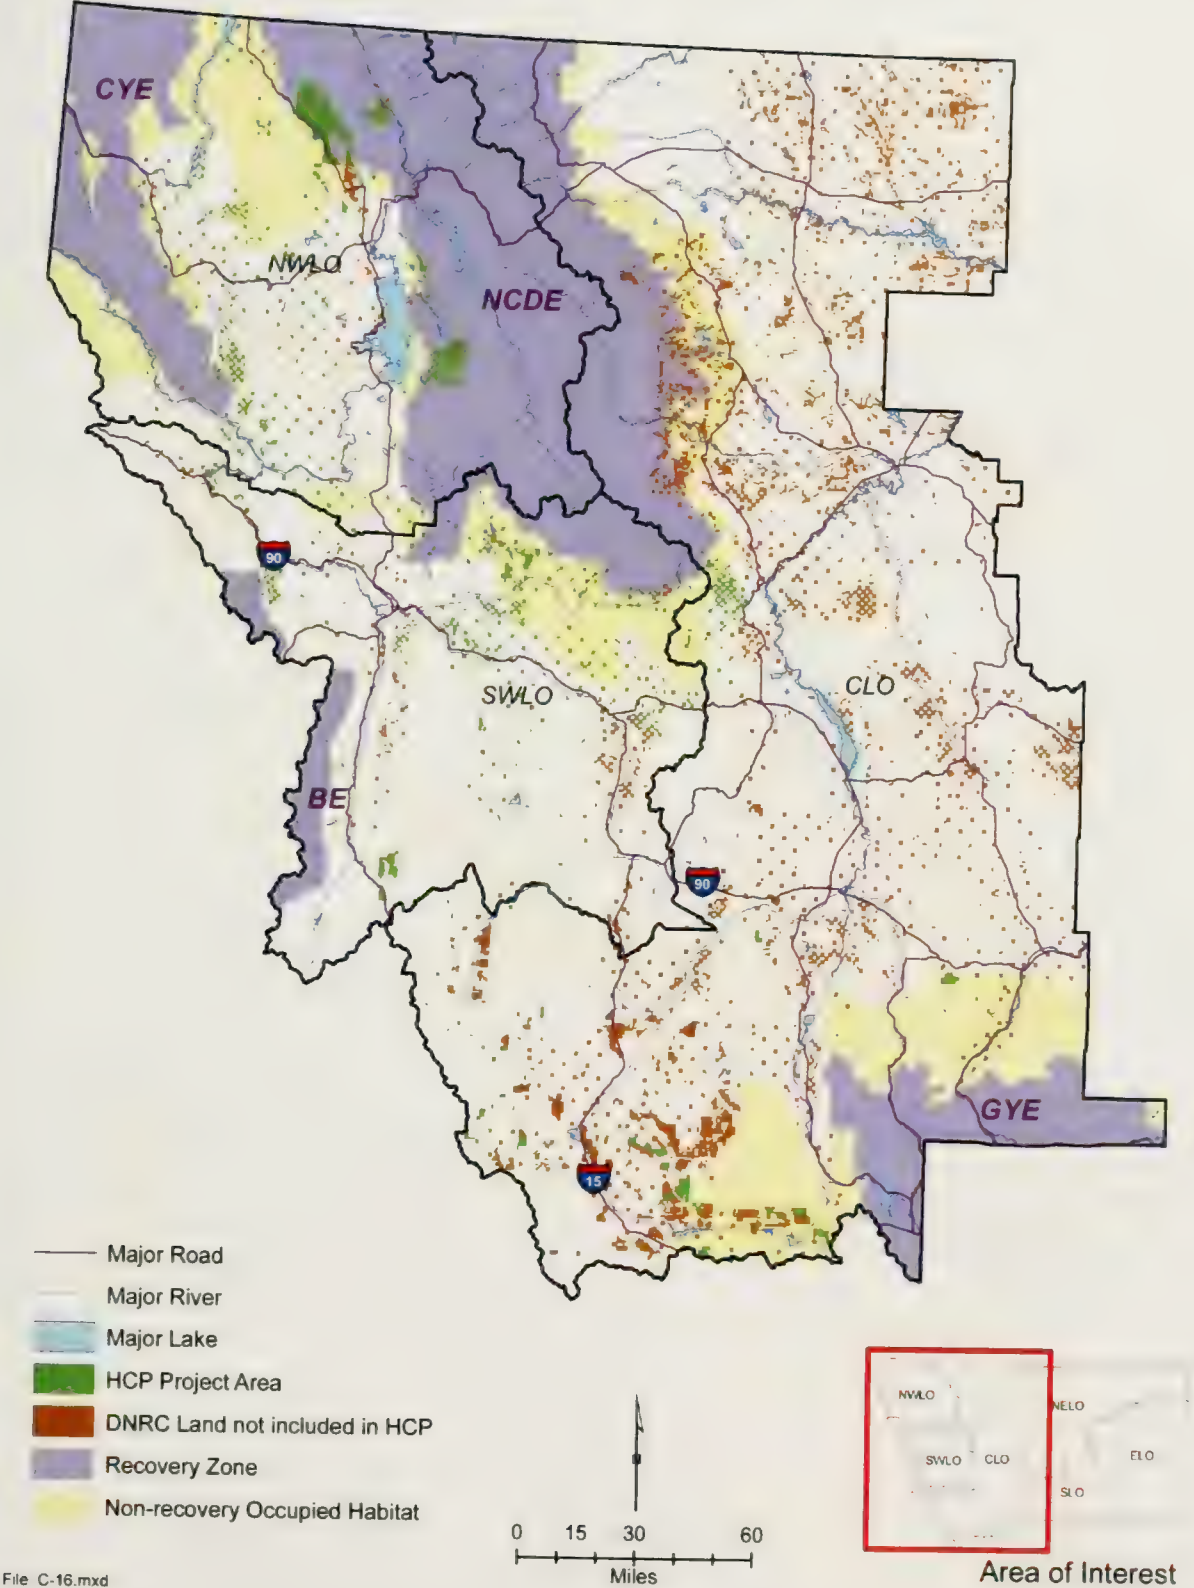 CYE
NWLO
NCDE
90
SWLO
CLO
BE
90
GYE
15
Major Road
Major River
Major Lake
HCP Project Area
DNRC Land not included in HCP
Recovery Zone
Non-recovery Occupied Habitat
0 15 30 60
Miles
NWLO
NELO
SWLO CLO
ELO
SLO
Area of Interest
File C-16.mxd